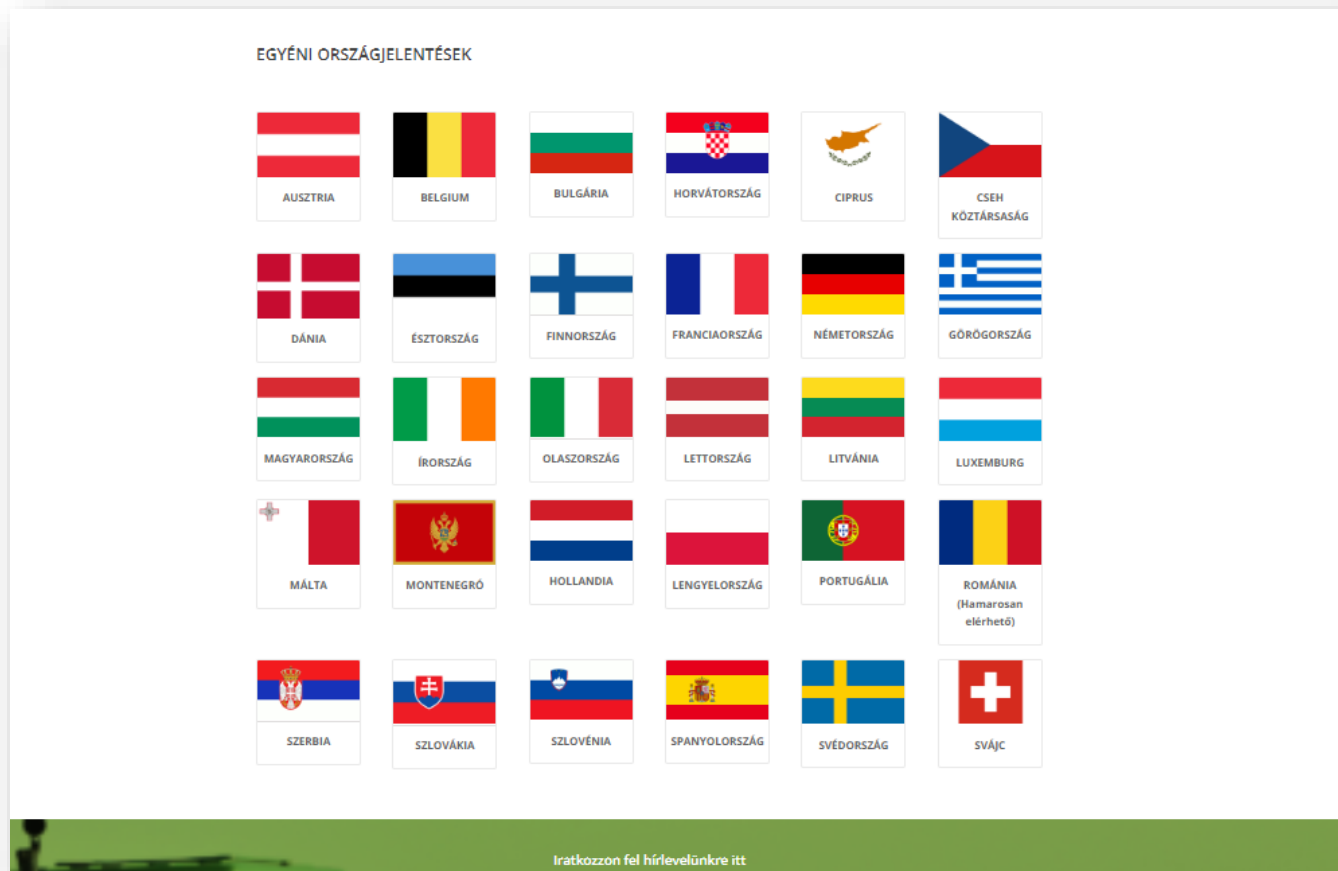 EGYÉNI ORSZÁGJELENTÉSEK
AUSZTRIA
BELGIUM
BULGÁRIA
HORVÁTORSZÁG
CIPRUS
CSEH
KÖZTÁRSASÁG
DÁNIA
ÉSZTORSZÁG
FINNORSZÁG
FRANCIAORSZÁG
NÉMETORSZÁG
GÖRÖGORSZÁG
MAGYARORSZÁG
ÍRORSZÁG
OLASZORSZÁG
LETTORSZÁG
LITVÁNIA
LUXEMBURG
MÁLTA
MONTENEGRÓ
HOLLANDIA
LENGYELORSZÁG
PORTUGÁLIA
ROMÁNIA
(Hamarosan
elérhető)
SZERBIA
SZLOVÁKIA
SZLOVÉNIA
SPANYOLORSZÁG
SVÉDORSZÁG
SVÁJC
Iratkozzon fel hírlevelünkre itt